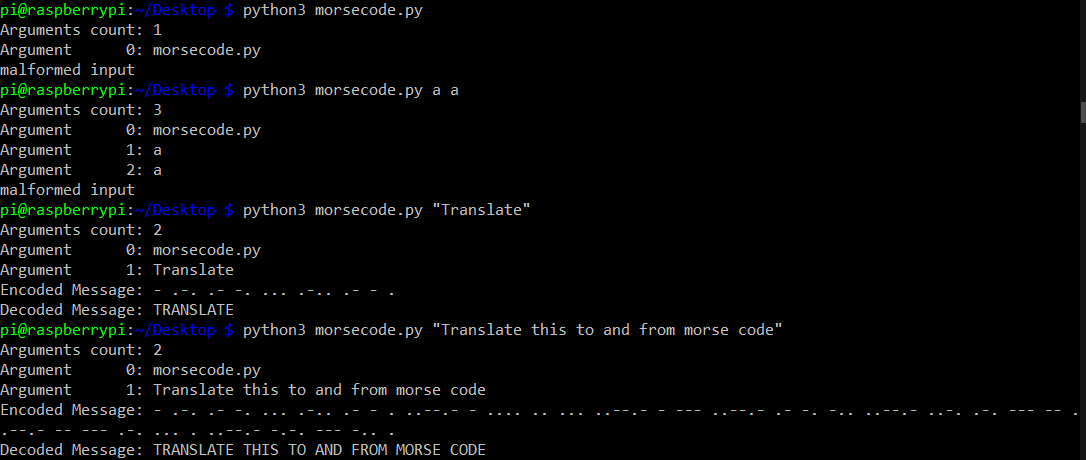 pi@raspberrypi:~/Desktop $ python3 morsecode.py
Arguments count: 1
Argument      0: morsecode.py
malformed input
pi@raspberrypi:~/Desktop $ python3 morsecode.py a a
Arguments count: 3
Argument      0: morsecode.py
Argument      1: a
Argument      2: a
malformed input
pi@raspberrypi:~/Desktop $ python3 morsecode.py "Translate"
Arguments count: 2
Argument      0: morsecode.py
Argument      1: Translate
Encoded Message: - .-. .- -. ... .-.. .- - .
Decoded Message: TRANSLATE
pi@raspberrypi:~/Desktop $ python3 morsecode.py "Translate this to and from morse code"
Arguments count: 2
Argument      0: morsecode.py
Argument      1: Translate this to and from morse code
Encoded Message: - .-. .- -. ... .-.. .- - . ..--.- - .... .. ... ..--.- - --- ..--.- .- -. -.. ..--.- ..-. .-. --- -- .
.--.- -- --- .-. ... . ..--.- -.-. --- -.. .
Decoded Message: TRANSLATE THIS TO AND FROM MORSE CODE